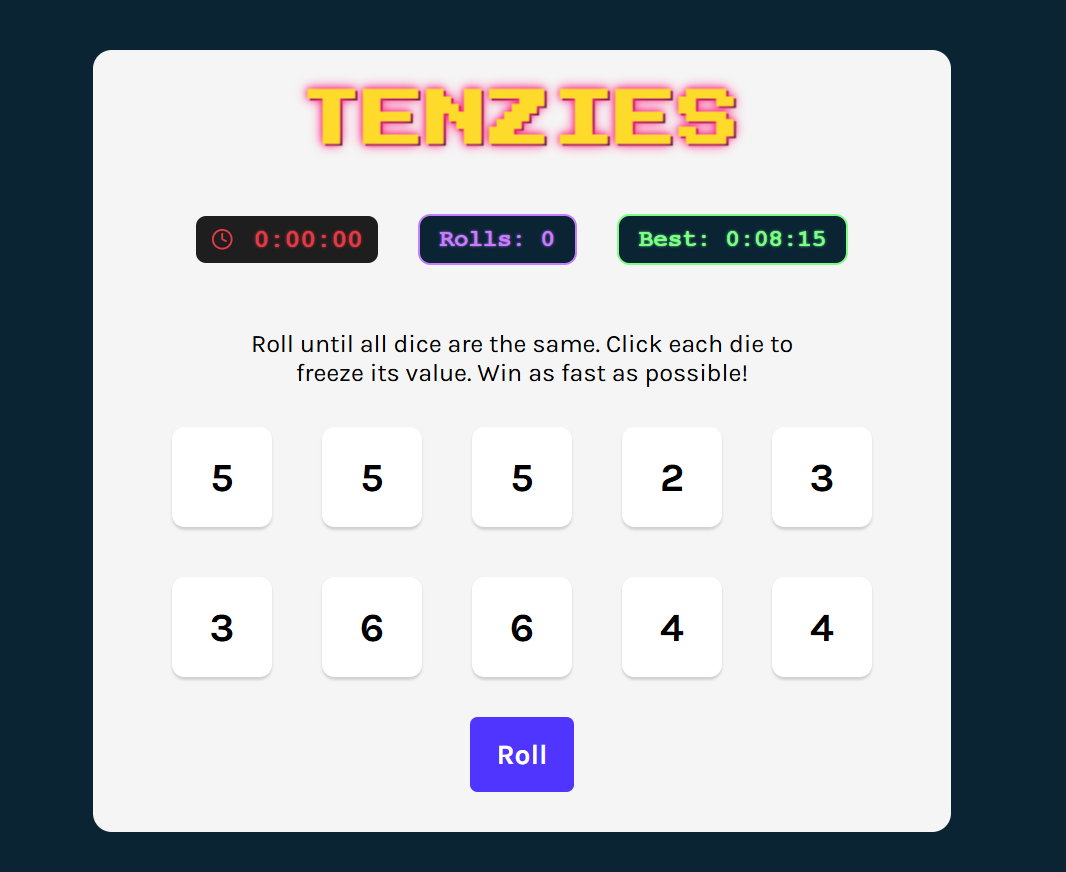 TENZIES
0:00:00 Rolls: 0 Best: 0:08:15
Roll until all dice are the same. Click each die to
freeze its value. Win as fast as possible!
5 5 5 2 3
3 6 6 4 4
Roll